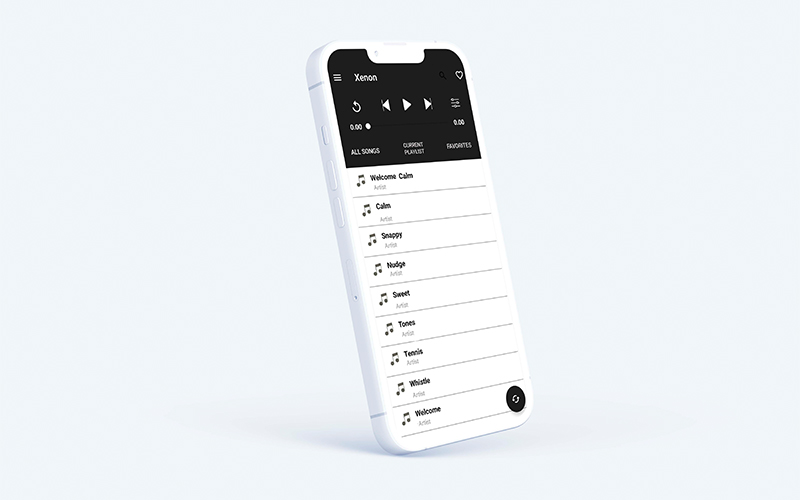 Xenon
0.00 0.00
ALL SONGS CURRENT PLAYLIST FAVORITES
Welcome Calm
Artist
Calm
Artist
Snappy
Artist
Nudge
Artist
Sweet
Artist
Tones
Artist
Tennis
Artist
Whistle
Artist
Welcome
Artist